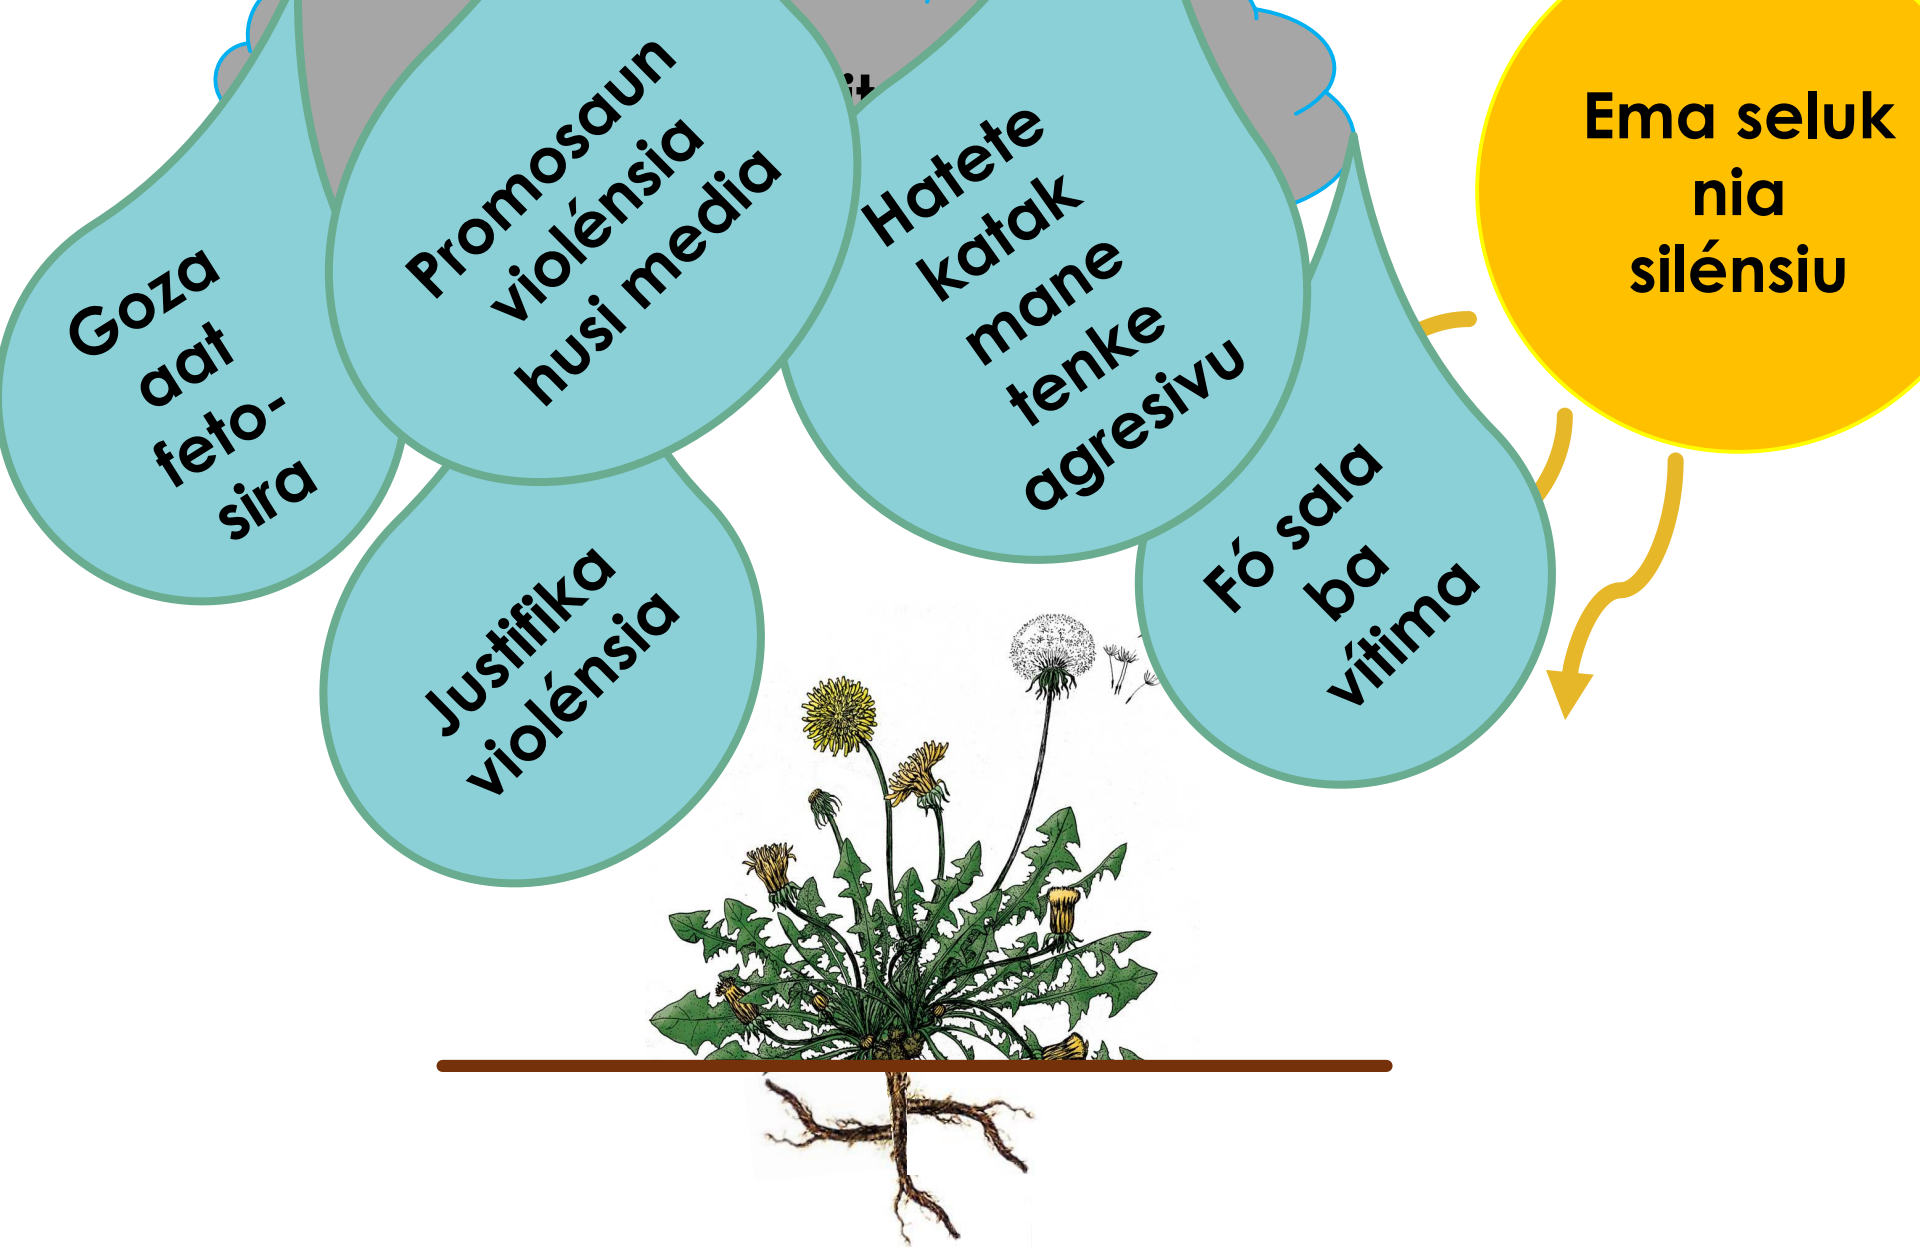 Goza
aat
feto-
sira
Promosaun
violénsia
husi media
Hatete
katak
mane
tenke
agresivu
Justifika
violénsia
Fó sala
ba
vítima
Ema seluk
nia
silénsiu